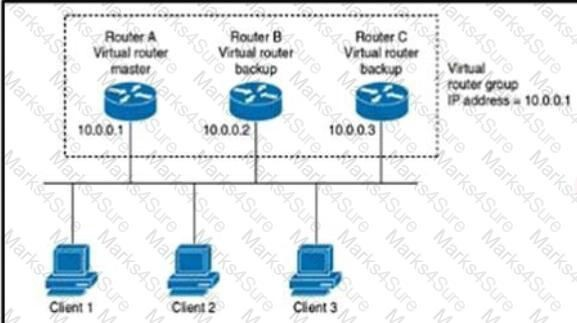 Router A
Virtual router
master
Router B
Virtual router
backup
Router C
Virtual router
backup
Virtual
router group
IP address = 10.0.0.1
10.0.0.1
10.0.0.2
10.0.0.3
Client 1
Client 2
Client 3
Marks4Sure